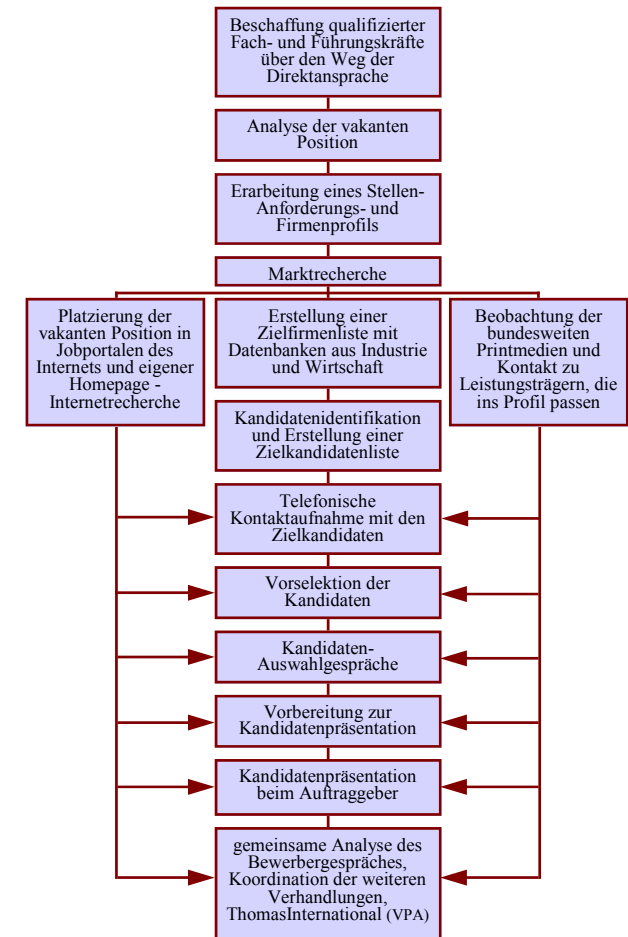 Beschaffung qualifizierter
Fach- und Führungskräfte
über den Weg der
Direktansprache
Analyse der vakanten
Position
Erarbeitung eines Stellen-
Anforderungs- und
Firmenprofils
Marktrecherche
Platzierung der
vakanten Position in
Jobportalen des
Internets und eigener
Homepage -
Internetrecherche
Erstellung einer
Zielfirmenliste mit
Datenbanken aus Industrie
und Wirtschaft
Beobachtung der
bundesweiten
Printmedien und
Kontakt zu
Leistungsträgern, die
ins Profil passen
Kandidatenidentifikation
und Erstellung einer
Zielkandidatenliste
Telefonische
Kontaktaufnahme mit den
Zielkandidaten
Vorselektion der
Kandidaten
Kandidaten-
Auswahlgespräche
Vorbereitung zur
Kandidatenpräsentation
Kandidatenpräsentation
beim Auftraggeber
gemeinsame Analyse des
Bewerbergespräches,
Koordination der weiteren
Verhandlungen,
ThomasInternational (VPA)